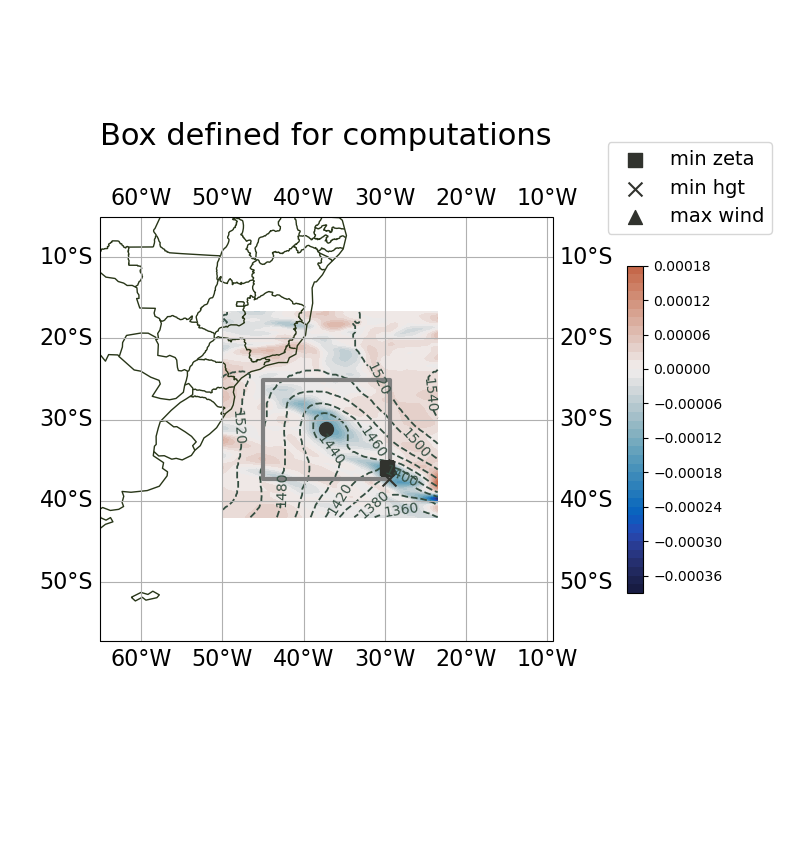 Box defined for computations
min zeta
min hgt
max wind
60°W 50°W 40°W 30°W 20°W 10°W
10°S 10°S
20°S 20°S
30°S 30°S
40°S 40°S
50°S 50°S
60°W 50°W 40°W 30°W 20°W 10°W
1520
1540
1520
1500
1460
1440
1480
1420
1380
1360
0.00018
0.00012
0.00006
0.00000
−0.00006
−0.00012
−0.00018
−0.00024
−0.00030
−0.00036